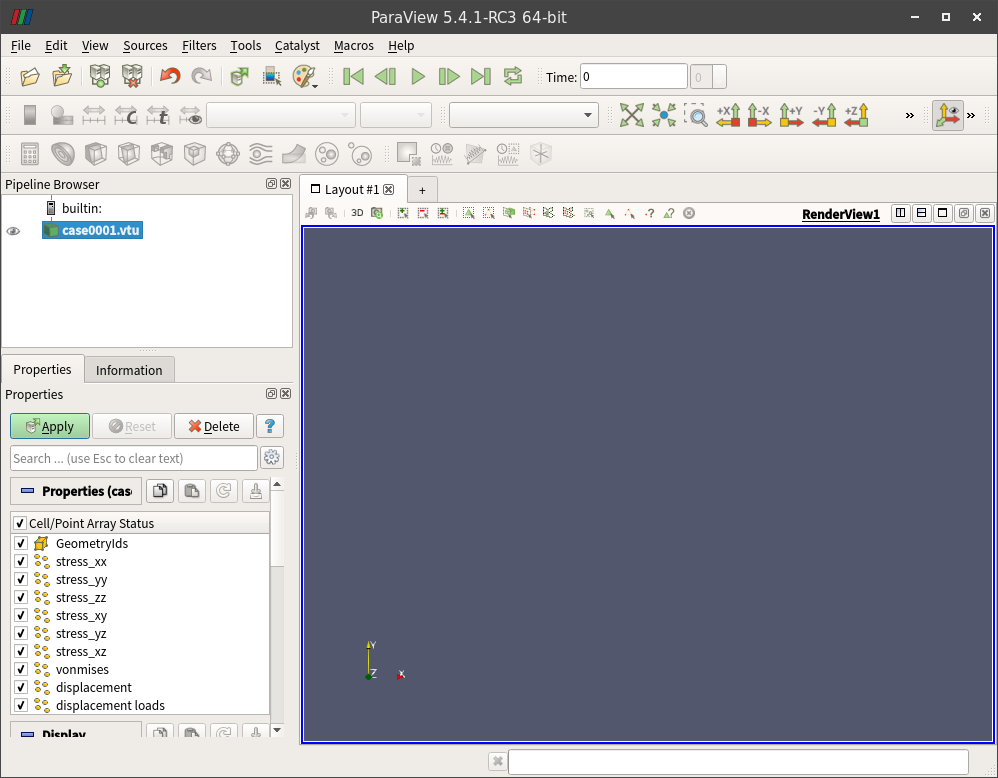 ParaView 5.4.1-RC3 64-bit
File Edit View Sources Filters Tools Catalyst Macros Help
Time: 0 0
C t
+X -X +Y -Y +Z » »
Pipeline Browser
Layout #1 +
builtin:
3D ? ? RenderView1
case0001.vtu
Properties Information
Properties
Apply Reset Delete ?
Search ... (use Esc to clear text)
Properties (cas
Cell/Point Array Status
GeometryIds
stress_xx
stress_yy
stress_zz
stress_xy
stress_yz
stress_xz
vonmises
displacement
displacement loads
Display
Y
Z X